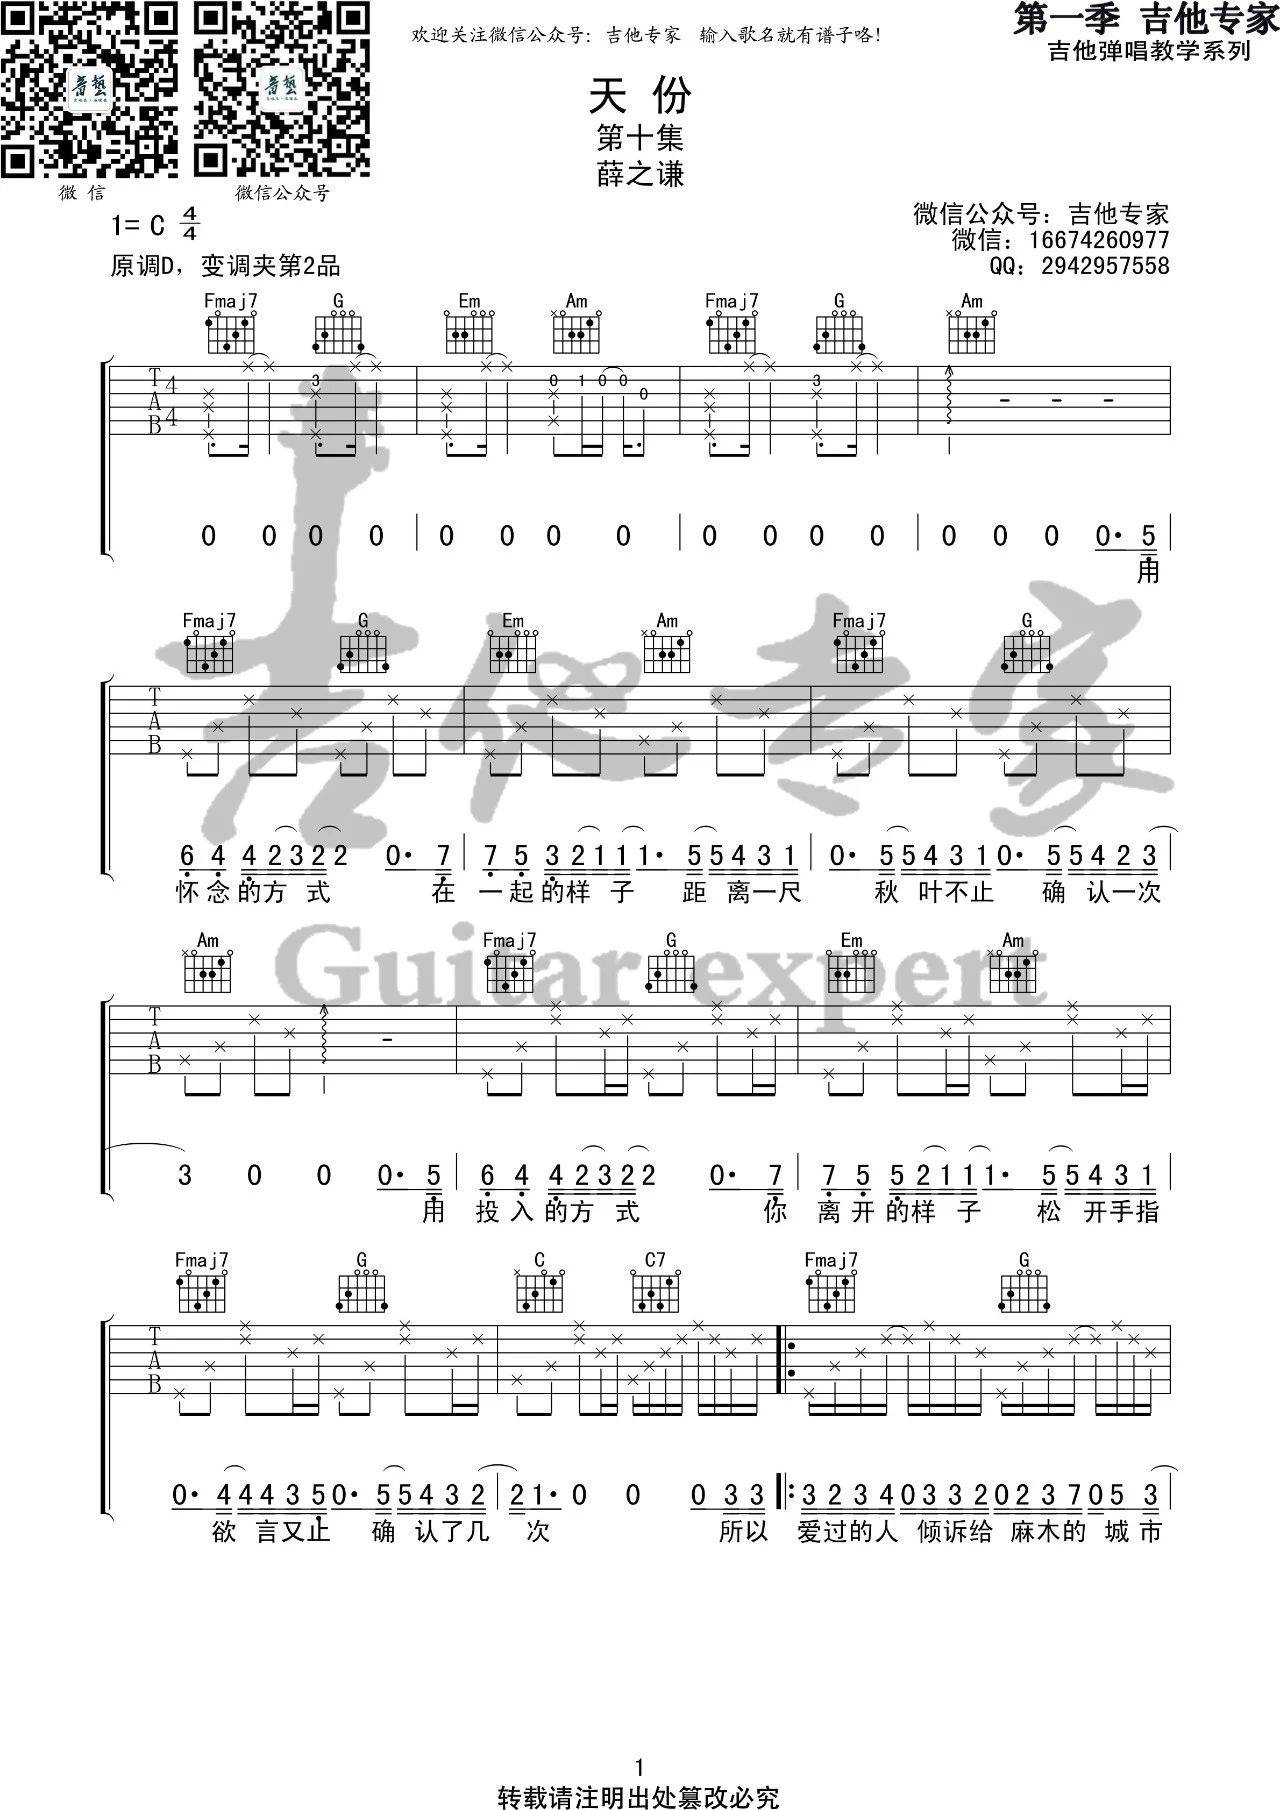 欢迎关注微信公众号：吉他专家 输入歌名就有谱子咯！
第一季 吉他专家
吉他弹唱教学系列
天 份
第十集
薛之谦
微 信 微信公众号
1= C 4/4
原调D，变调夹第2品
微信公众号：吉他专家
微信：16674260977
QQ：2942957558
Fmaj7 G Em Am Fmaj7 G Am
T A B 4 4 3 0 1 0 0 0 3 - - -
0 0 0 0 0 0 0 0 0 0 0 0 0 0 0 0· 5
用
Fmaj7 G Em Am Fmaj7 G
T A B
6 4 4 2 3 2 2 0· 7 7 5 3 2 1 1 1 1· 5 5 4 3 1 0· 5 5 4 3 1 0· 5 5 4 2 3
怀 念 的 方 式 在 一 起 的 样 子 距 离 一 尺 秋 叶 不 止 确 认 一 次
Guitar expert
Am Fmaj7 G Em Am
T A B -
3 0 0 0· 5 6 4 4 2 3 2 2 0· 7 7 5 5 2 1 1 1· 5 5 4 3 1
用 投 入 的 方 式 你 离 开 的 样 子 松 开 手 指
Fmaj7 G C C7 Fmaj7 G
T A B
0· 4 4 4 3 5 0· 5 5 4 3 2 2 1· 0 0 0 3 3 3 2 3 4 0 3 3 2 0 2 3 7 0 5 3
欲 言 又 止 确 认 了 几 次 所 以 爱 过 的 人 倾 诉 给 麻 木 的 城 市
吉他专家
1
转载请注明出处篡改必究